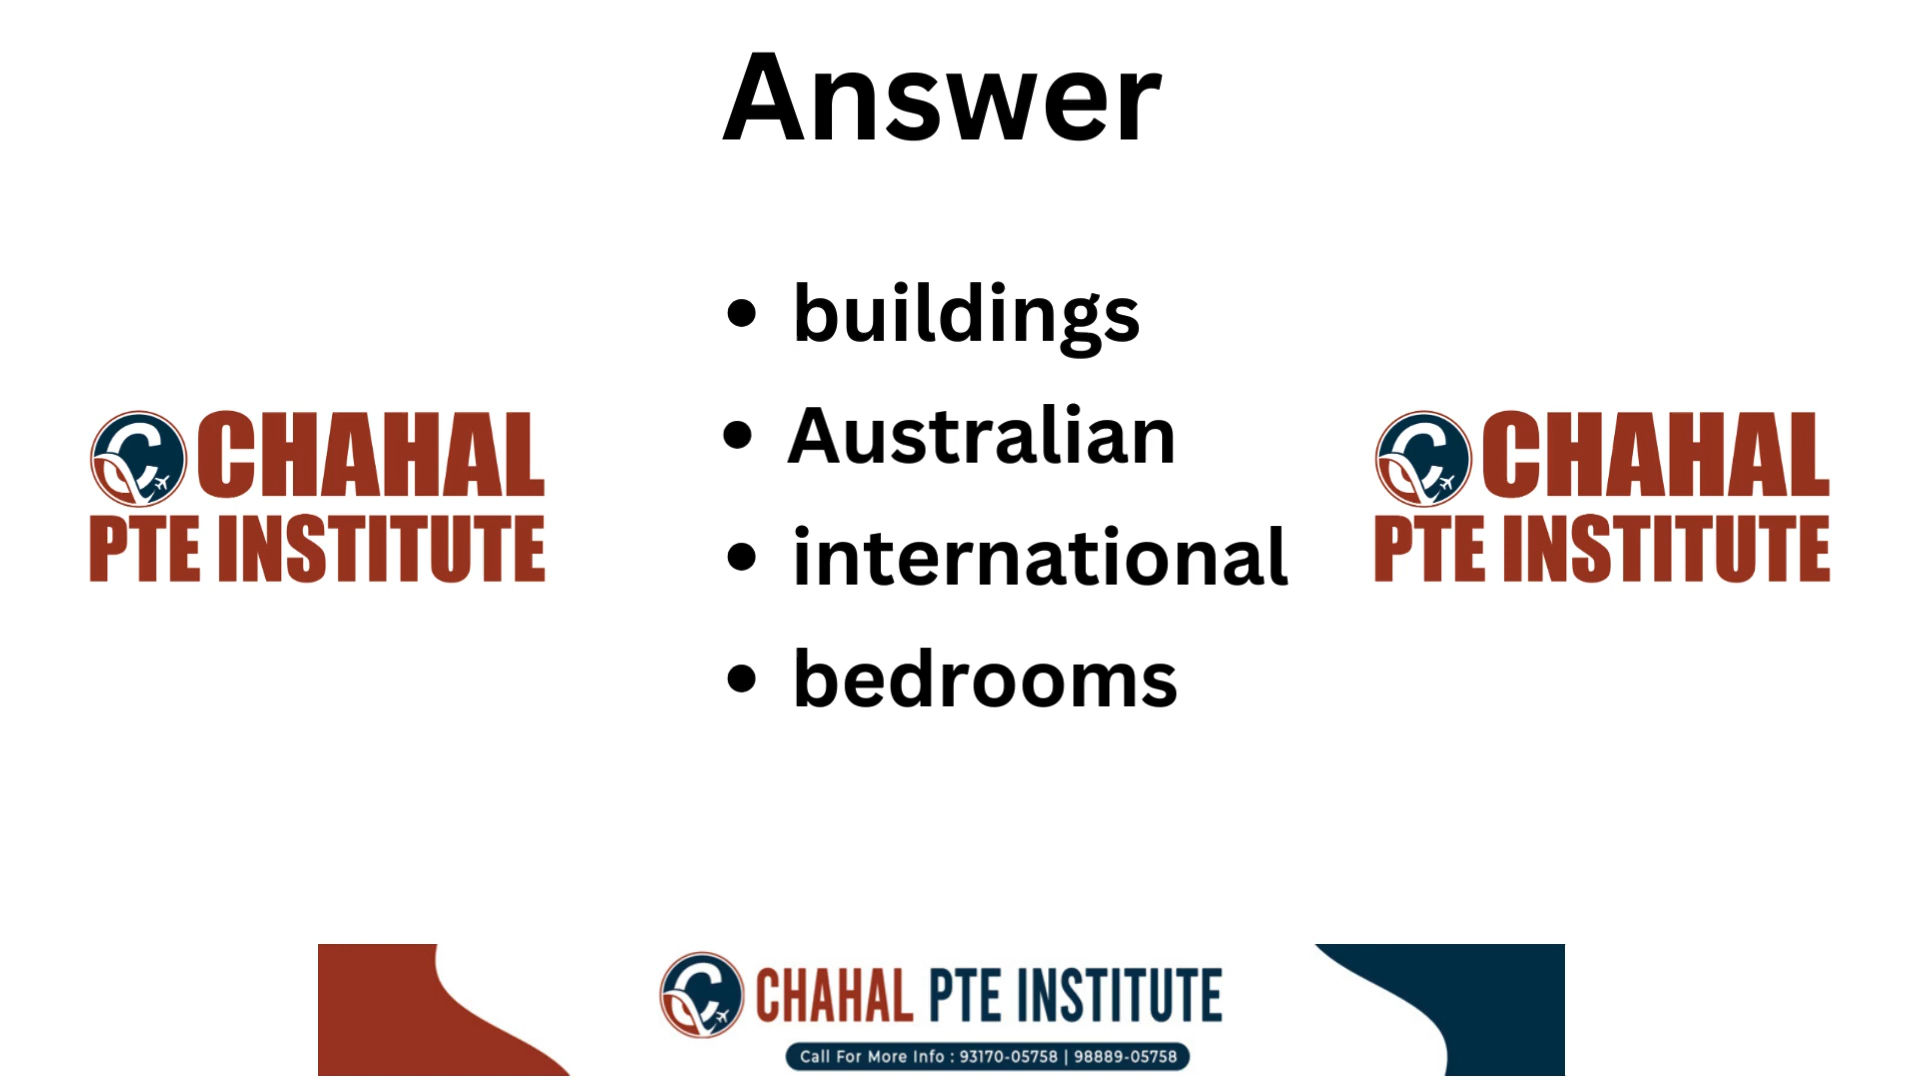 Answer
• buildings
• Australian
• international
• bedrooms
CHAHAL
PTE INSTITUTE
CHAHAL
PTE INSTITUTE
CHAHAL PTE INSTITUTE
Call For More Info : 93170-05758 | 98889-05758